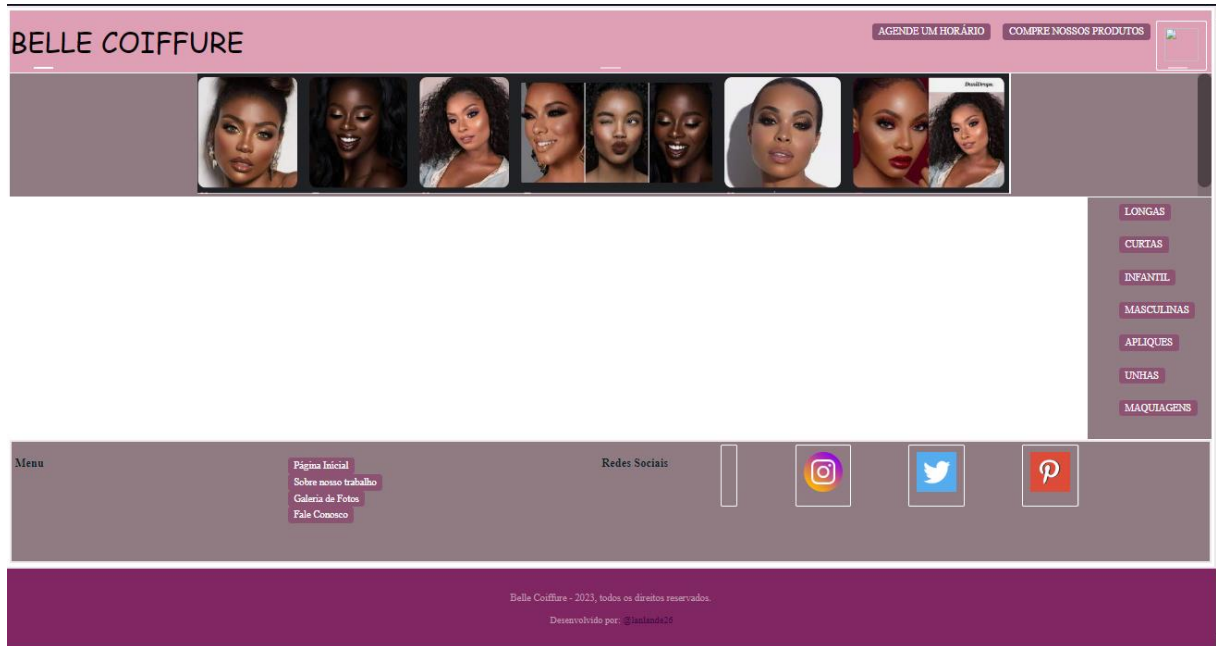 BELLE COIFFURE
AGENDE UM HORÁRIO
COMPRE NOSSOS PRODUTOS
LONGAS
CURTAS
INFANTIL
MASCULINAS
APLIQUES
UNHAS
MAQUIAGENS
Menu
Página Inicial
Sobre nosso trabalho
Galeria de Fotos
Fale Conosco
Redes Sociais
Belle Coiffure - 2023, todos os direitos reservados.
Desenvolvido por: